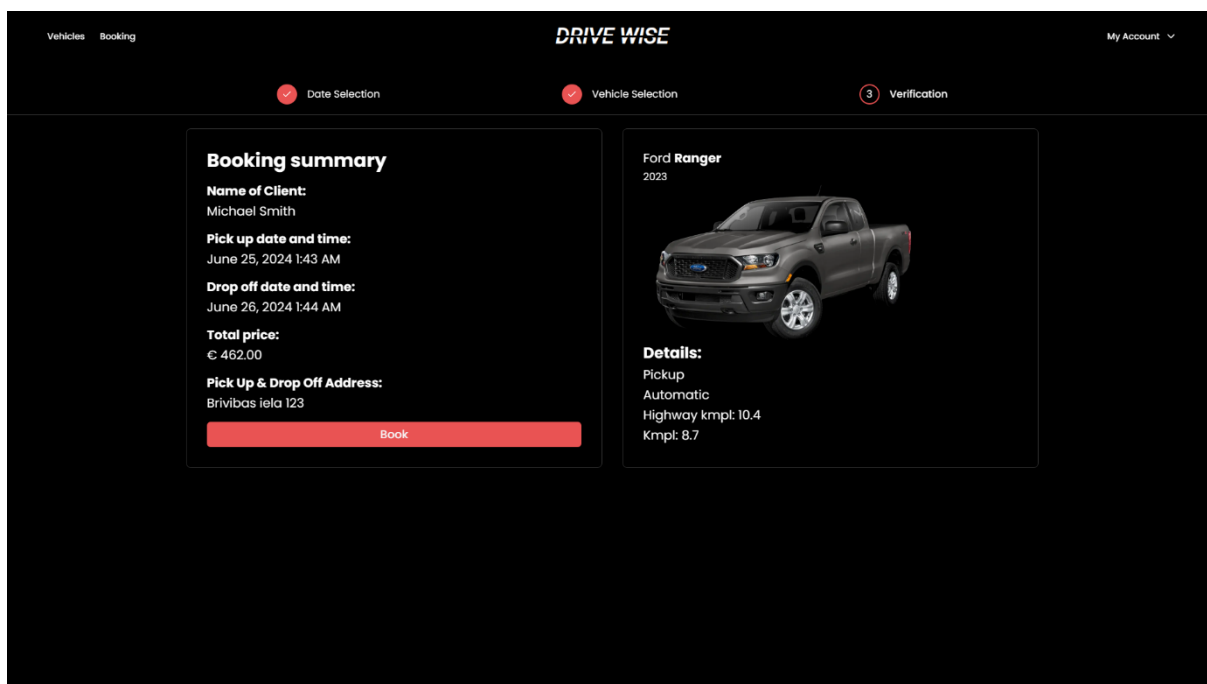 Vehicles Booking
DRIVE WISE
My Account
Date Selection
Vehicle Selection
3 Verification
Booking summary
Name of Client:
Michael Smith
Pick up date and time:
June 25, 2024 1:43 AM
Drop off date and time:
June 26, 2024 1:44 AM
Total price:
€ 462.00
Pick Up & Drop Off Address:
Brivibas iela 123
Book
Ford Ranger
2023
Details:
Pickup
Automatic
Highway kmpl: 10.4
Kmpl: 8.7